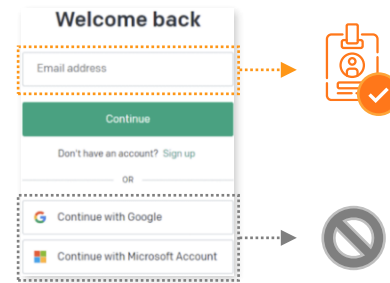 Welcome back
Email address
Continue
Don't have an account? Sign up
OR
Continue with Google
Continue with Microsoft Account